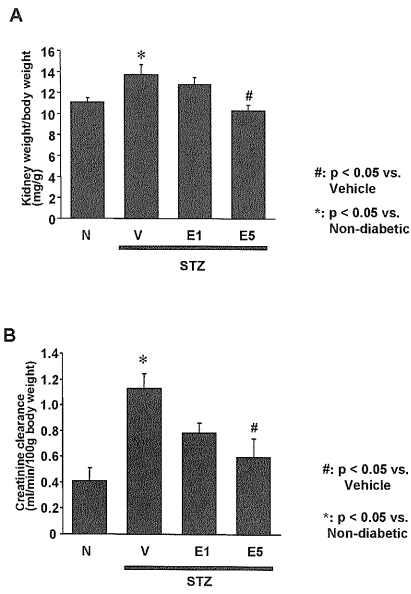 A
Kidney weight/body weight
(mg/g)
16
14
12
10
8
6
4
2
0
*
#
N
V
E1
E5
STZ
#: p < 0.05 vs.
Vehicle
*: p < 0.05 vs.
Non-diabetic
B
Creatinine clearance
(ml/min/100g body weight)
1.4
1.2
1.0
0.8
0.6
0.4
0.2
0
*
#
N
V
E1
E5
STZ
#: p < 0.05 vs.
Vehicle
*: p < 0.05 vs.
Non-diabetic